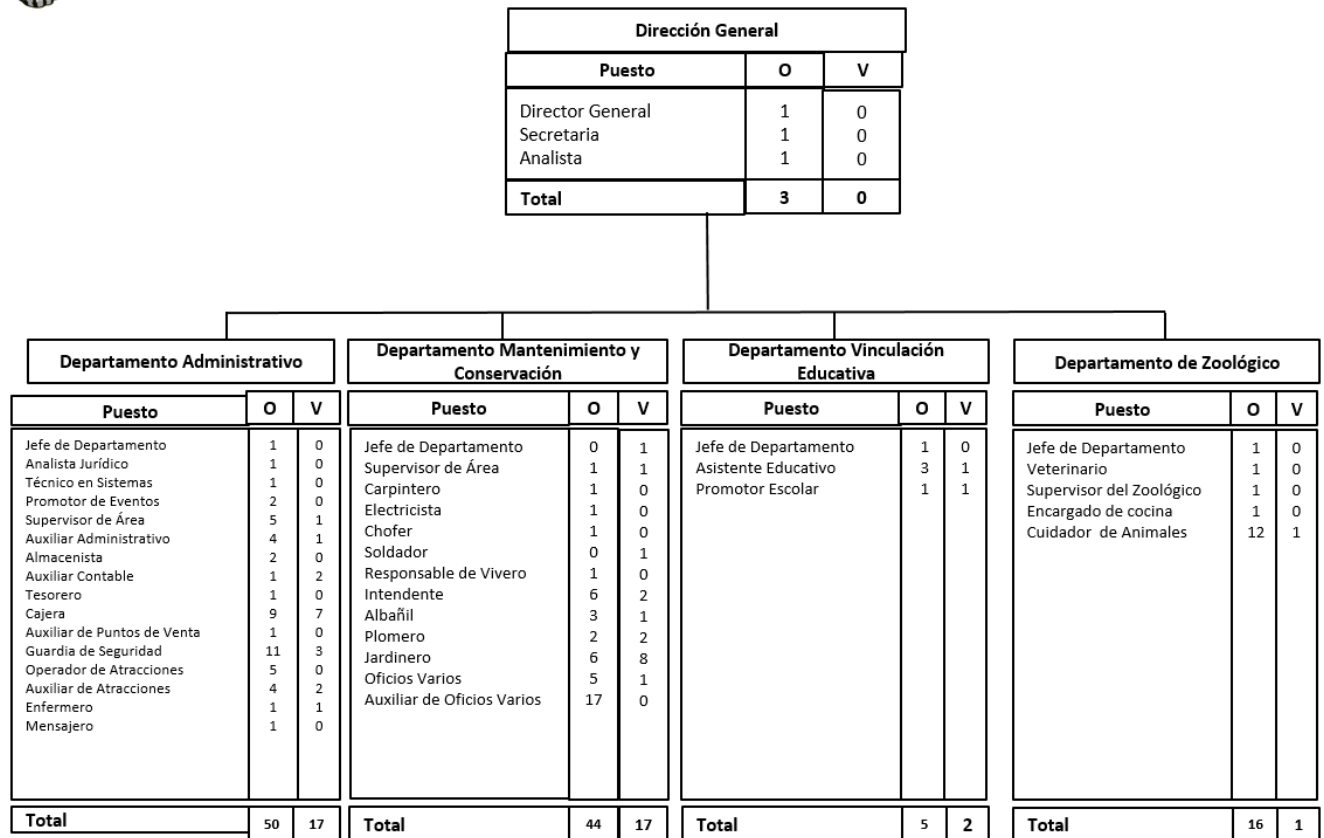 Dirección General
Puesto O V
Director General 1 0
Secretaria 1 0
Analista 1 0
Total 3 0
Departamento Administrativo
Puesto O V
Jefe de Departamento 1 0
Analista Jurídico 1 0
Técnico en Sistemas 1 0
Promotor de Eventos 2 0
Supervisor de Área 5 1
Auxiliar Administrativo 4 1
Almacenista 2 0
Auxiliar Contable 1 2
Tesorero 1 0
Cajera 9 7
Auxiliar de Puntos de Venta 1 0
Guardia de Seguridad 11 3
Operador de Atracciones 5 0
Auxiliar de Atracciones 4 2
Enfermero 1 1
Mensajero 1 0
Total 50 17
Departamento Mantenimiento y
Conservación
Puesto O V
Jefe de Departamento 0 1
Supervisor de Área 1 1
Carpintero 1 0
Electricista 1 0
Chofer 1 0
Soldador 0 1
Responsable de Vivero 1 0
Intendente 6 2
Albañil 3 1
Plomero 2 2
Jardinero 6 8
Oficios Varios 5 1
Auxiliar de Oficios Varios 17 0
Total 44 17
Departamento Vinculación
Educativa
Puesto O V
Jefe de Departamento 1 0
Asistente Educativo 3 1
Promotor Escolar 1 1
Total 5 2
Departamento de Zoológico
Puesto O V
Jefe de Departamento 1 0
Veterinario 1 0
Supervisor del Zoológico 1 0
Encargado de cocina 1 0
Cuidador de Animales 12 1
Total 16 1